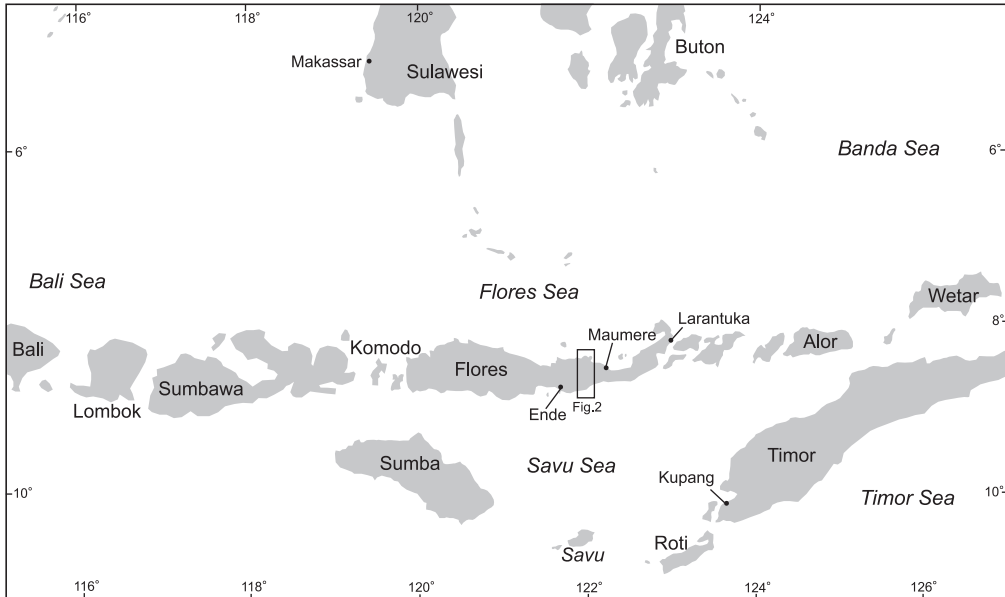 116°
118°
120°
124°
Makassar
Sulawesi
Buton
6°
Banda Sea
6°
Bali Sea
Flores Sea
Wetar
Larantuka
8°
Maumere
Bali
Komodo
Alor
Flores
Sumbawa
Lombok
Ende
Fig.2
Sumba
Savu Sea
Timor
Kupang
10°
Timor Sea
10°
Savu
Roti
116°
118°
120°
122°
124°
126°